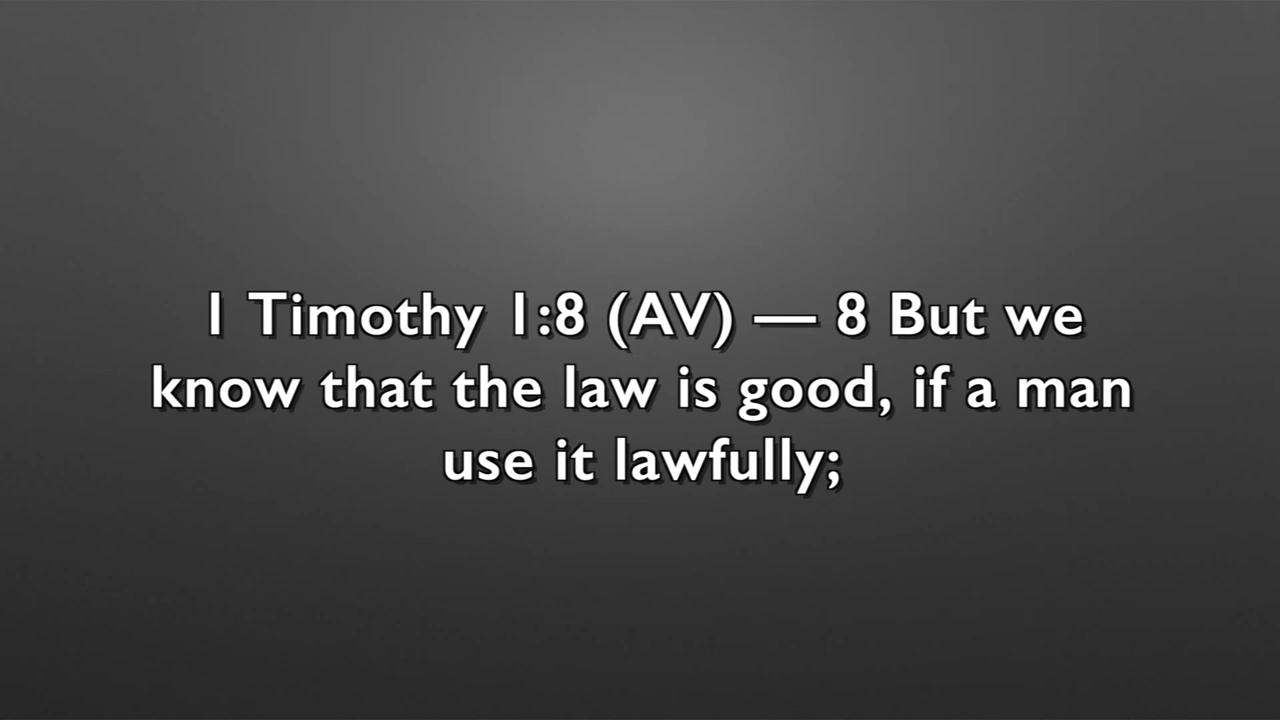 1 Timothy 1:8 (AV) — 8 But we
know that the law is good, if a man
use it lawfully;